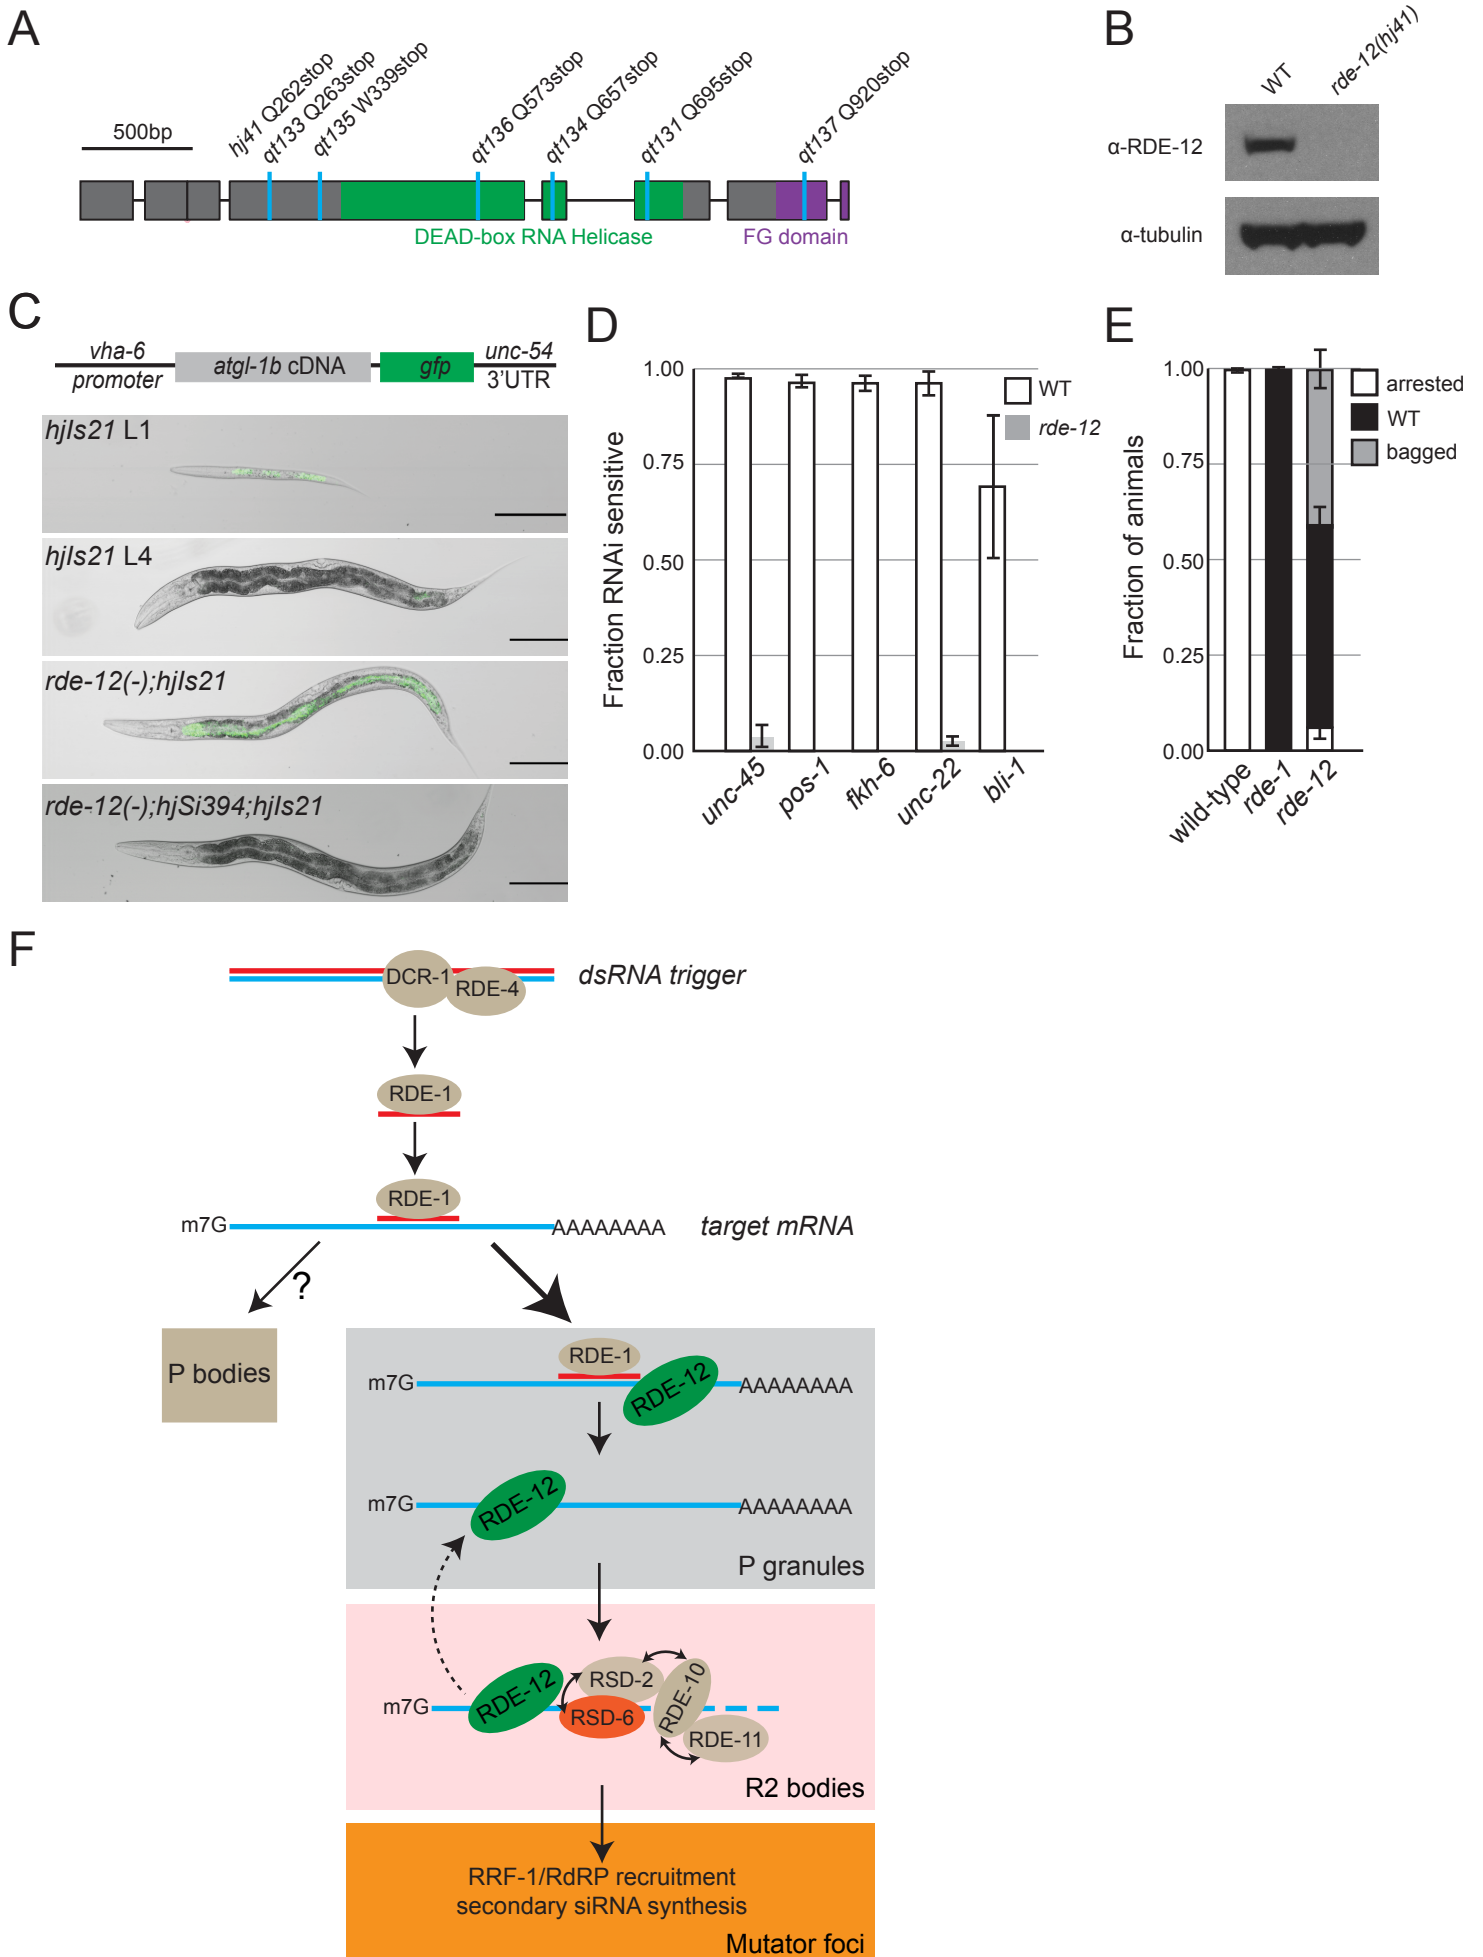 A
500bp
hj41 Q262stop
qt133 Q263stop
qt135 W339stop
qt136 Q573stop
qt134 Q657stop
qt131 Q695stop
qt137 Q920stop
DEAD-box RNA Helicase
FG domain
B
WT
rde-12(hj41)
α-RDE-12
α-tubulin
C
vha-6
promoter
atgl-1b cDNA
gfp
unc-54
3'UTR
hjIs21 L1
hjIs21 L4
rde-12(-);hjIs21
rde-12(-);hjSi394;hjIs21
D
Fraction RNAi sensitive
1.00
0.75
0.50
0.25
0.00
WT
rde-12
unc-45
pos-1
fkh-6
unc-22
bli-1
E
Fraction of animals
1.00
0.75
0.50
0.25
0.00
arrested
WT
bagged
wild-type
rde-1
rde-12
F
DCR-1
RDE-4
dsRNA trigger
RDE-1
RDE-1
m7G
AAAAAAAA
target mRNA
?
P bodies
RDE-1
m7G
RDE-12
AAAAAAAA
m7G
RDE-12
AAAAAAAA
P granules
m7G
RDE-12
RSD-2
RSD-6
RDE-10
RDE-11
R2 bodies
RRF-1/RdRP recruitment
secondary siRNA synthesis
Mutator foci